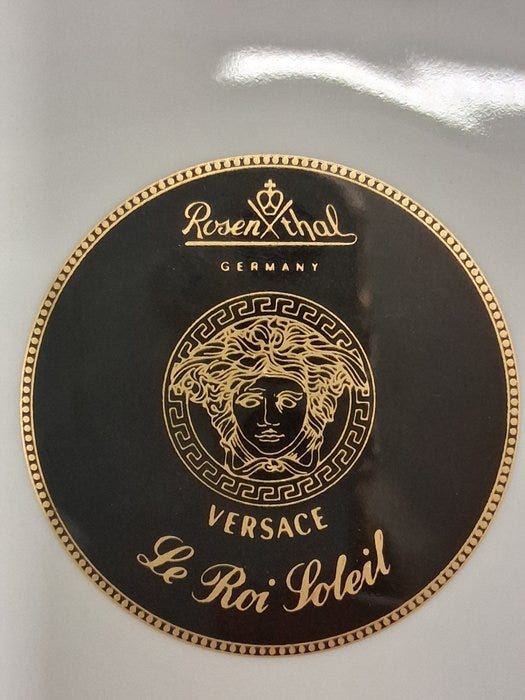 Rosenthal
GERMANY
VERSACE
Le Roi Soleil